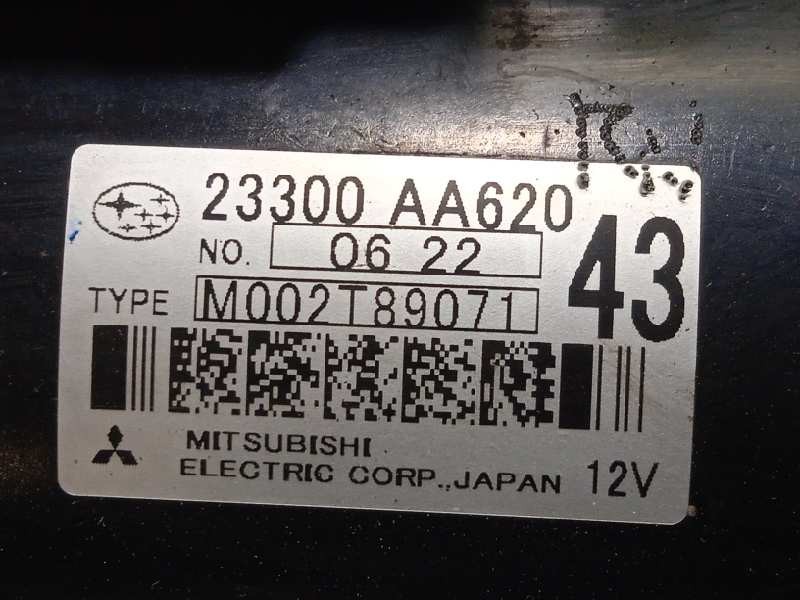 23300 AA620
NO. 06 22
43
TYPE M002T89071
MITSUBISHI
ELECTRIC CORP., JAPAN 12V